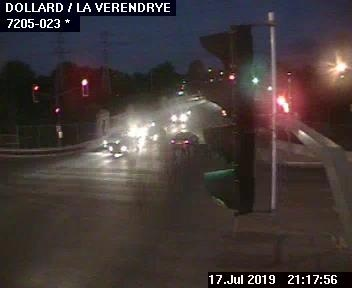 DOLLARD / LA VERENDRYE
7205-023 *
17.Jul 2019 21:17:56